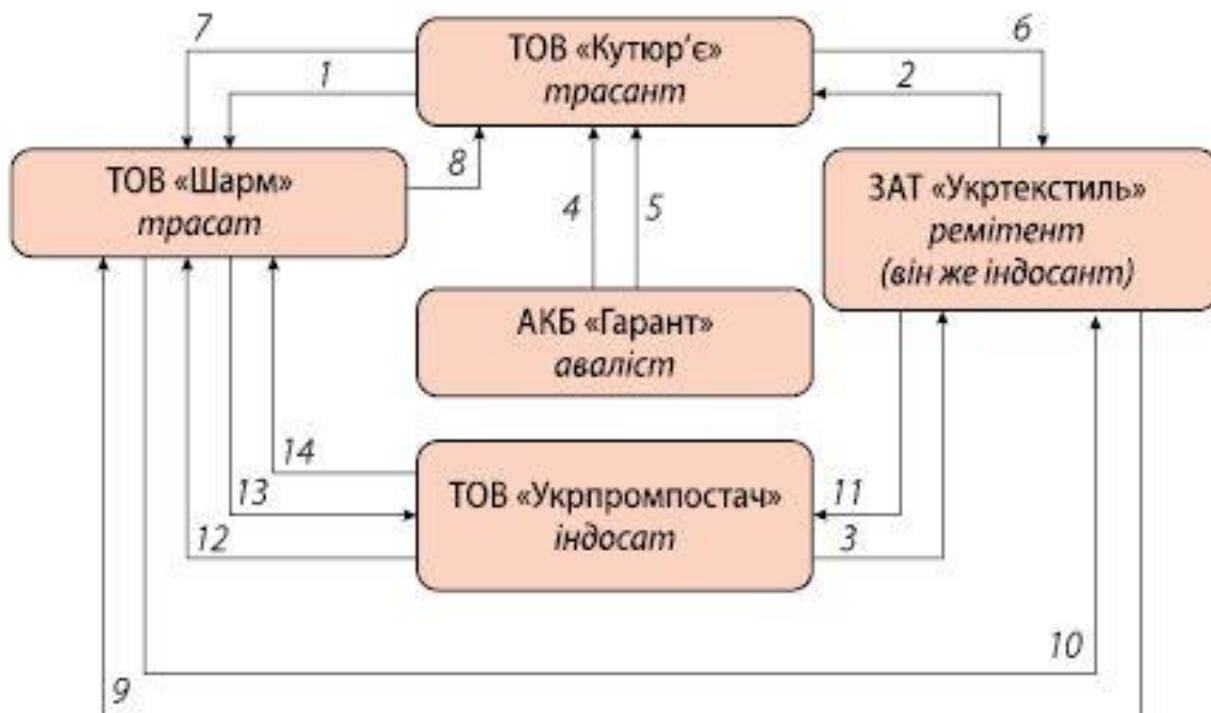 7
6
ТОВ «Кутюр'є»
трасант
1
2
ТОВ «Шарм»
трасат
8
4
5
ЗАТ «Укртекстиль»
ремітент
(він же індосант)
АКБ «Гарант»
аваліст
14
13
12
ТОВ «Укрпромпостач»
індосат
11
3
10
9